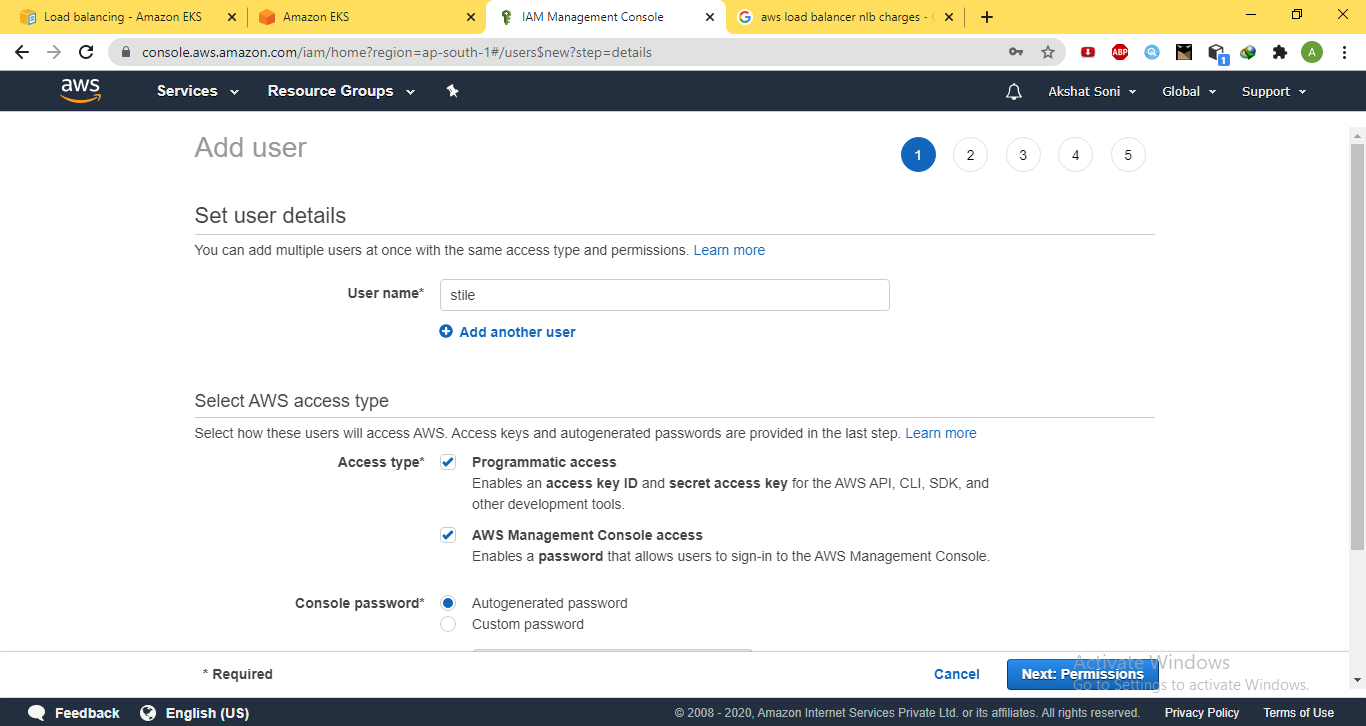 Load balancing - Amazon EKS
Amazon EKS
IAM Management Console
aws load balancer nlb charges -
console.aws.amazon.com/iam/home?region=ap-south-1#/users$new?step=details
ABP
1
A
aws
Services
Resource Groups
Akshat Soni
Global
Support
Add user
1
2
3
4
5
Set user details
You can add multiple users at once with the same access type and permissions. Learn more
User name*
stile
Add another user
Select AWS access type
Select how these users will access AWS. Access keys and autogenerated passwords are provided in the last step. Learn more
Access type*
Programmatic access
Enables an access key ID and secret access key for the AWS API, CLI, SDK, and
other development tools.
AWS Management Console access
Enables a password that allows users to sign-in to the AWS Management Console.
Console password*
Autogenerated password
Custom password
* Required
Cancel
Next: Permissions
Activate Windows
Go to Settings to activate Windows.
Feedback
English (US)
© 2008 - 2020, Amazon Internet Services Private Ltd. or its affiliates. All rights reserved.
Privacy Policy
Terms of Use